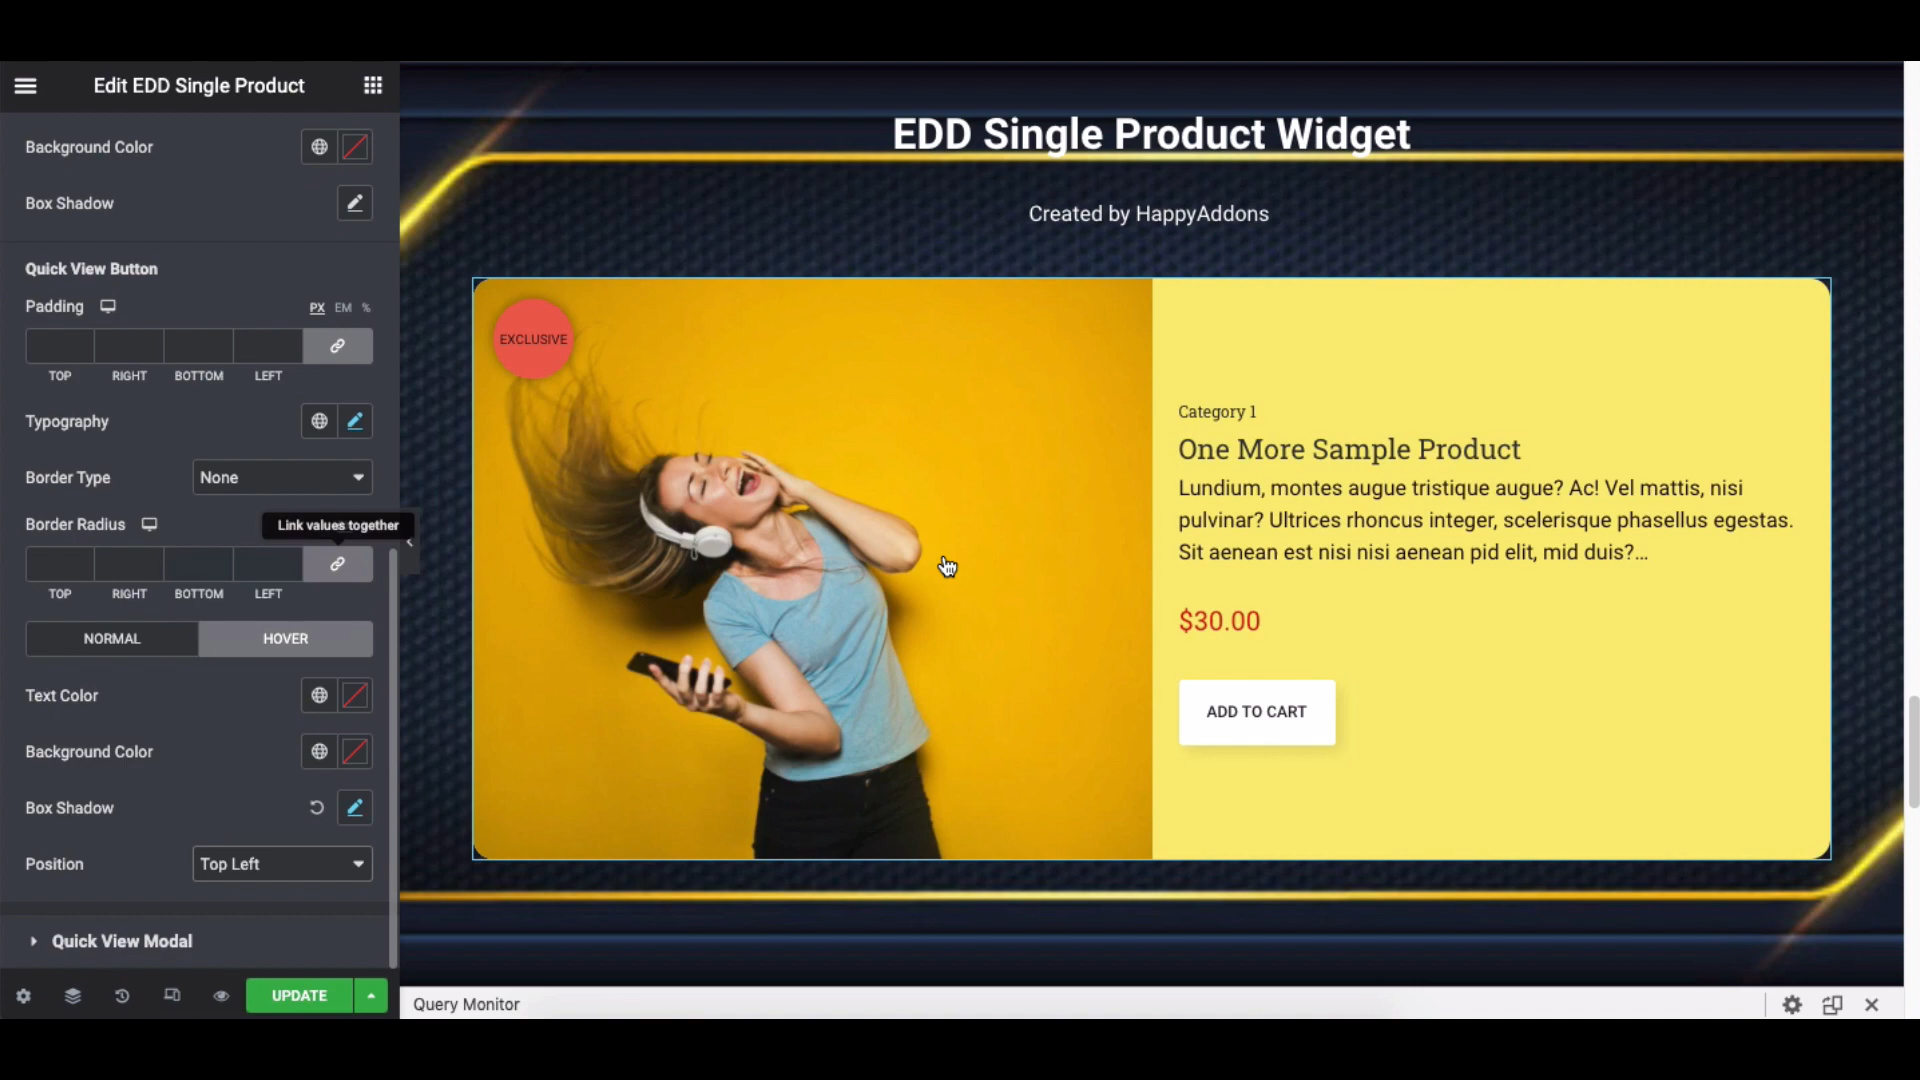 Edit EDD Single Product
Background Color
Box Shadow
Quick View Button
Padding
PX EM %
TOP RIGHT BOTTOM LEFT
Typography
Border Type
None
Border Radius
Link values together
TOP RIGHT BOTTOM LEFT
NORMAL
HOVER
Text Color
Background Color
Box Shadow
Position
Top Left
Quick View Modal
UPDATE
EDD Single Product Widget
Created by HappyAddons
EXCLUSIVE
Category 1
One More Sample Product
Lundium, montes augue tristique augue? Ac! Vel mattis, nisi
pulvinar? Ultrices rhoncus integer, scelerisque phasellus egestas.
Sit aenean est nisi nisi aenean pid elit, mid duis?...
$30.00
ADD TO CART
Query Monitor